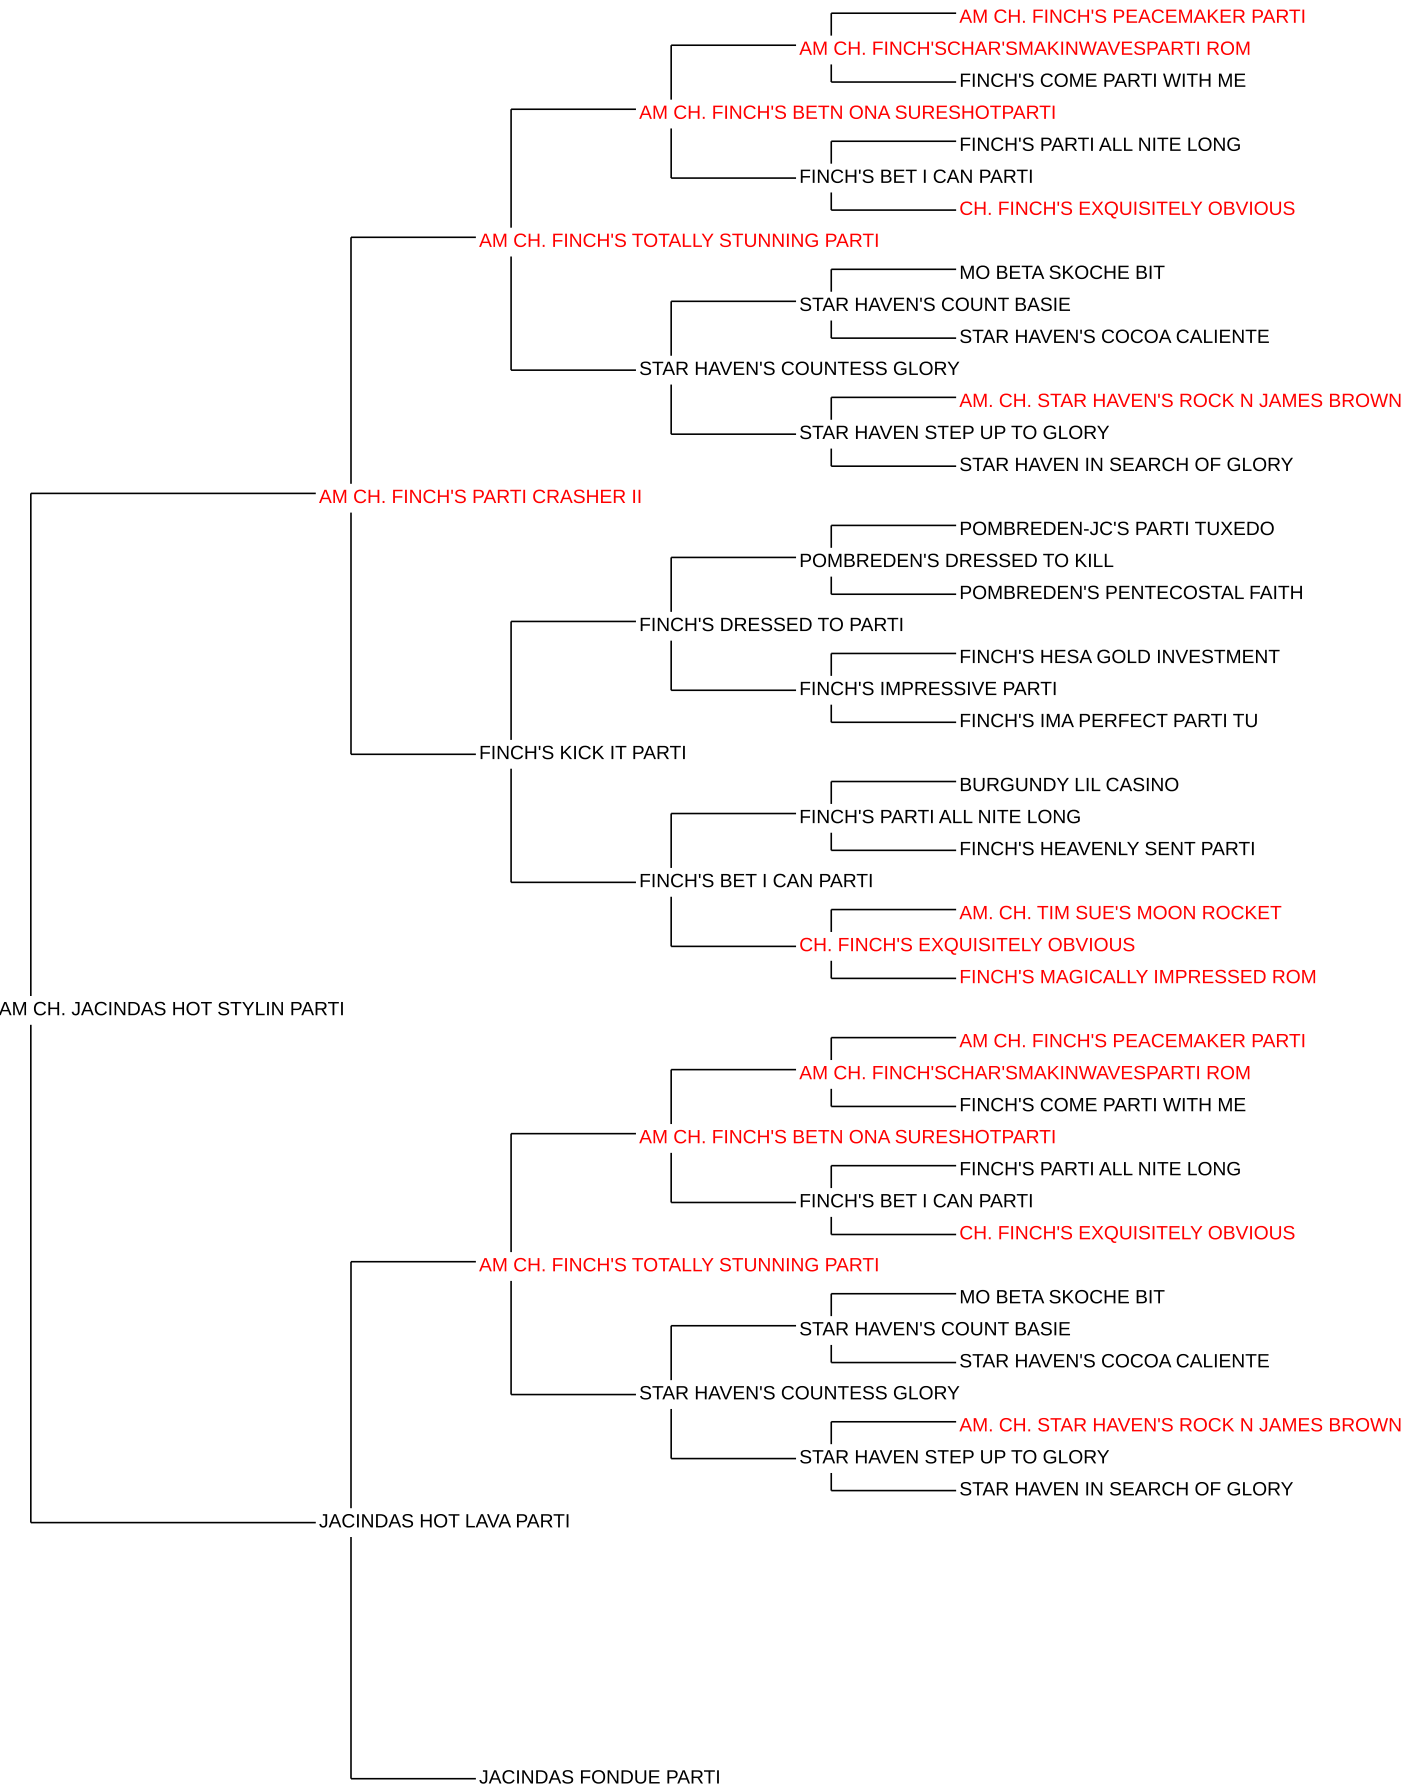 AM CH. FINCH'S PEACEMAKER PARTI
AM CH. FINCH'SCHAR'SMAKINWAVESPARTI ROM
FINCH'S COME PARTI WITH ME
AM CH. FINCH'S BETN ONA SURESHOTPARTI
FINCH'S PARTI ALL NITE LONG
FINCH'S BET I CAN PARTI
CH. FINCH'S EXQUISITELY OBVIOUS
AM CH. FINCH'S TOTALLY STUNNING PARTI
MO BETA SKOCHE BIT
STAR HAVEN'S COUNT BASIE
STAR HAVEN'S COCOA CALIENTE
STAR HAVEN'S COUNTESS GLORY
AM. CH. STAR HAVEN'S ROCK N JAMES BROWN
STAR HAVEN STEP UP TO GLORY
STAR HAVEN IN SEARCH OF GLORY
AM CH. FINCH'S PARTI CRASHER II
POMBREDEN-JC'S PARTI TUXEDO
POMBREDEN'S DRESSED TO KILL
POMBREDEN'S PENTECOSTAL FAITH
FINCH'S DRESSED TO PARTI
FINCH'S HESA GOLD INVESTMENT
FINCH'S IMPRESSIVE PARTI
FINCH'S IMA PERFECT PARTI TU
FINCH'S KICK IT PARTI
BURGUNDY LIL CASINO
FINCH'S PARTI ALL NITE LONG
FINCH'S HEAVENLY SENT PARTI
FINCH'S BET I CAN PARTI
AM. CH. TIM SUE'S MOON ROCKET
CH. FINCH'S EXQUISITELY OBVIOUS
FINCH'S MAGICALLY IMPRESSED ROM
AM CH. JACINDAS HOT STYLIN PARTI
AM CH. FINCH'S PEACEMAKER PARTI
AM CH. FINCH'SCHAR'SMAKINWAVESPARTI ROM
FINCH'S COME PARTI WITH ME
AM CH. FINCH'S BETN ONA SURESHOTPARTI
FINCH'S PARTI ALL NITE LONG
FINCH'S BET I CAN PARTI
CH. FINCH'S EXQUISITELY OBVIOUS
AM CH. FINCH'S TOTALLY STUNNING PARTI
MO BETA SKOCHE BIT
STAR HAVEN'S COUNT BASIE
STAR HAVEN'S COCOA CALIENTE
STAR HAVEN'S COUNTESS GLORY
AM. CH. STAR HAVEN'S ROCK N JAMES BROWN
STAR HAVEN STEP UP TO GLORY
STAR HAVEN IN SEARCH OF GLORY
JACINDAS HOT LAVA PARTI
JACINDAS FONDUE PARTI